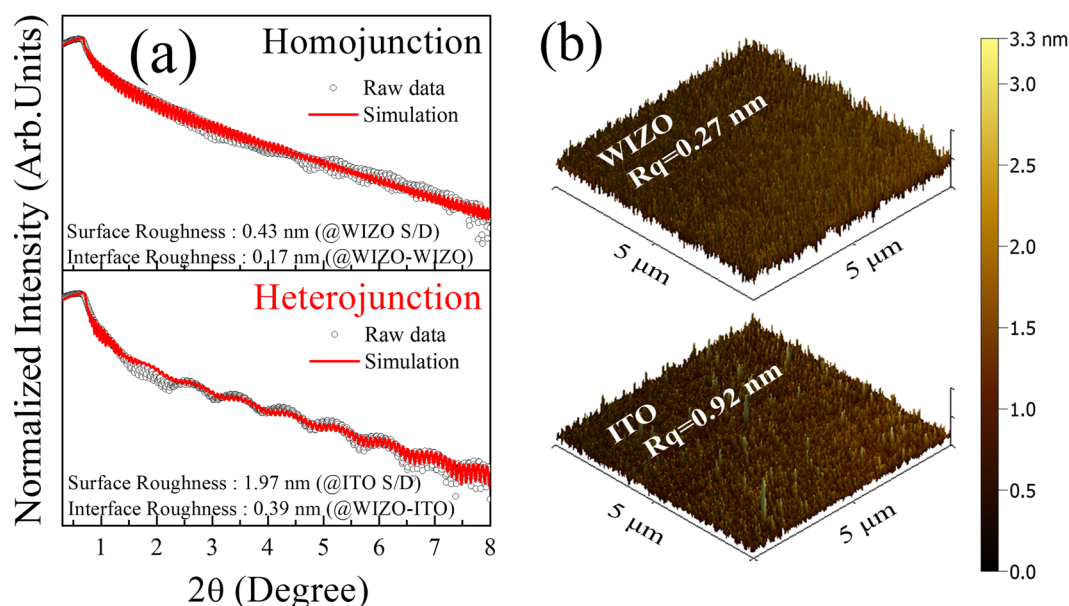 (a)
Homojunction
Raw data
Simulation
Surface Roughness : 0.43 nm (@WIZO S/D)
Interface Roughness : 0.17 nm (@WIZO-WIZO)
Heterojunction
Raw data
Simulation
Surface Roughness : 1.97 nm (@ITO S/D)
Interface Roughness : 0.39 nm (@WIZO-ITO)
Normalized Intensity (Arb.Units)
1 2 3 4 5 6 7 8
2θ (Degree)
(b)
WIZO
Rq=0.27 nm
5 μm
5 μm
ITO
Rq=0.92 nm
5 μm
5 μm
3.3 nm
3.0
2.5
2.0
1.5
1.0
0.5
0.0